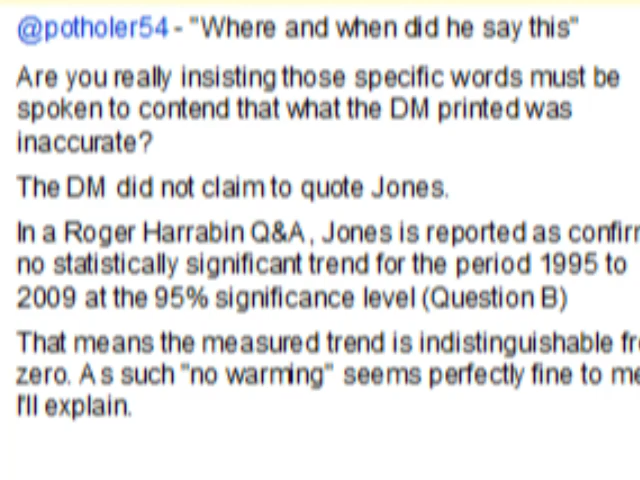 @potholer54 - "Where and when did he say this"
Are you really insisting those specific words must be
spoken to contend that what the DM printed was
inaccurate?
The DM did not claim to quote Jones.
In a Roger Harrabin Q&A, Jones is reported as
no statistically significant trend for the period 1995 to
2009 at the 95% significance level (Question B)
That means the measured trend is indistinguishable
zero. As such "no warming" seems perfectly fine to
I'll explain.